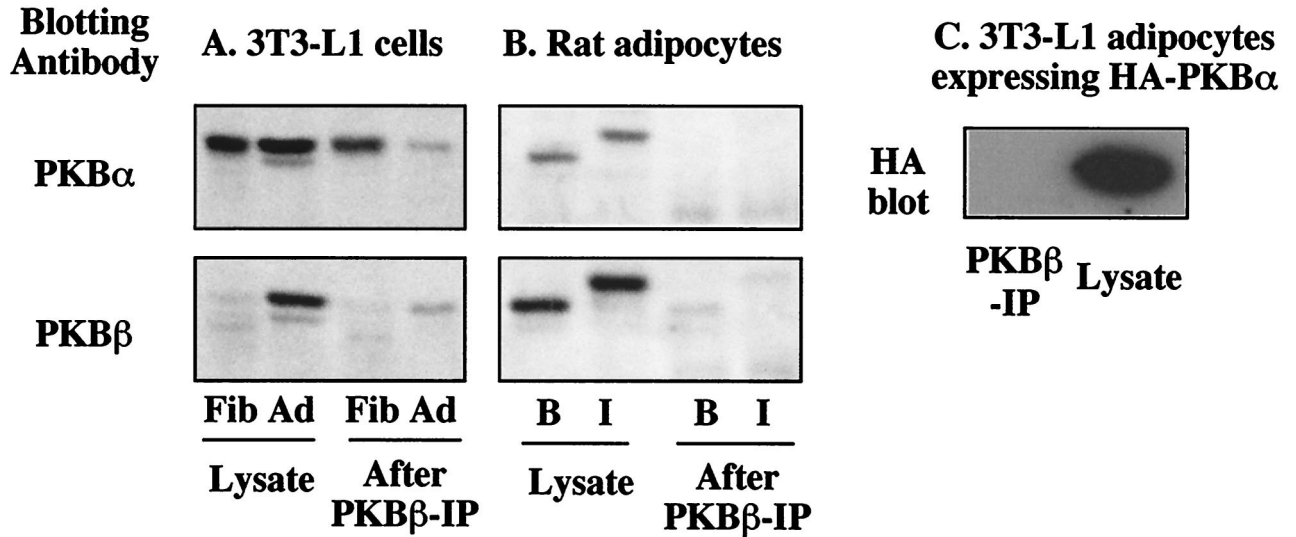 Blotting
Antibody
A. 3T3-L1 cells
B. Rat adipocytes
C. 3T3-L1 adipocytes
expressing HA-PKBα
PKBα
HA
blot
PKBβ
-IP
Lysate
PKBβ
Fib Ad
Fib Ad
B
I
B
I
Lysate
After
PKBβ-IP
Lysate
After
PKBβ-IP